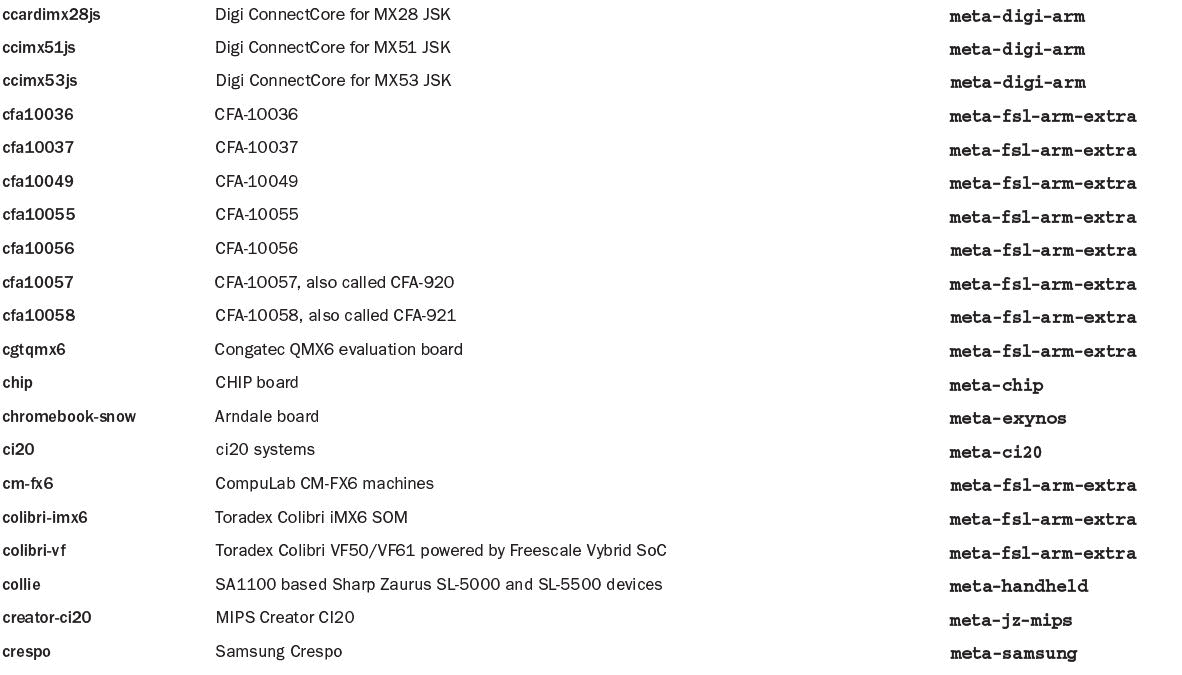 ccardimx28js Digi ConnectCore for MX28 JSK meta-digi-arm
ccimx51js Digi ConnectCore for MX51 JSK meta-digi-arm
ccimx53js Digi ConnectCore for MX53 JSK meta-digi-arm
cfa10036 CFA-10036 meta-fsl-arm-extra
cfa10037 CFA-10037 meta-fsl-arm-extra
cfa10049 CFA-10049 meta-fsl-arm-extra
cfa10055 CFA-10055 meta-fsl-arm-extra
cfa10056 CFA-10056 meta-fsl-arm-extra
cfa10057 CFA-10057, also called CFA-920 meta-fsl-arm-extra
cfa10058 CFA-10058, also called CFA-921 meta-fsl-arm-extra
cgtqmx6 Congatec QMX6 evaluation board meta-fsl-arm-extra
chip CHIP board meta-chip
chromebook-snow Arndale board meta-exynos
ci20 ci20 systems meta-ci20
cm-fx6 CompuLab CM-FX6 machines meta-fsl-arm-extra
colibri-imx6 Toradex Colibri iMX6 SOM meta-fsl-arm-extra
colibri-vf Toradex Colibri VF50/VF61 powered by Freescale Vybrid SoC meta-fsl-arm-extra
collie SA1100 based Sharp Zaurus SL-5000 and SL-5500 devices meta-handheld
creator-ci20 MIPS Creator CI20 meta-jz-mips
crespo Samsung Crespo meta-samsung